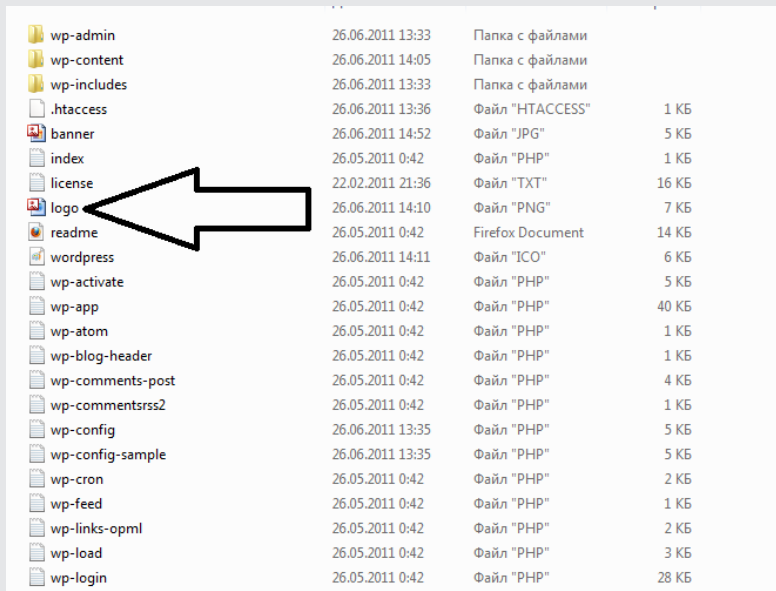 wp-admin 26.06.2011 13:33 Папка с файлами
wp-content 26.06.2011 14:05 Папка с файлами
wp-includes 26.06.2011 13:33 Папка с файлами
.htaccess 26.06.2011 13:36 Файл "HTACCESS" 1 КБ
banner 26.06.2011 14:52 Файл "JPG" 5 КБ
index 26.05.2011 0:42 Файл "PHP" 1 КБ
license 22.02.2011 21:36 Файл "TXT" 16 КБ
logo 26.06.2011 14:10 Файл "PNG" 7 КБ
readme 26.05.2011 0:42 Firefox Document 14 КБ
wordpress 26.06.2011 14:11 Файл "ICO" 6 КБ
wp-activate 26.05.2011 0:42 Файл "PHP" 5 КБ
wp-app 26.05.2011 0:42 Файл "PHP" 40 КБ
wp-atom 26.05.2011 0:42 Файл "PHP" 1 КБ
wp-blog-header 26.05.2011 0:42 Файл "PHP" 1 КБ
wp-comments-post 26.05.2011 0:42 Файл "PHP" 4 КБ
wp-commentsrss2 26.05.2011 0:42 Файл "PHP" 1 КБ
wp-config 26.06.2011 13:35 Файл "PHP" 5 КБ
wp-config-sample 26.06.2011 13:35 Файл "PHP" 5 КБ
wp-cron 26.05.2011 0:42 Файл "PHP" 2 КБ
wp-feed 26.05.2011 0:42 Файл "PHP" 1 КБ
wp-links-opml 26.05.2011 0:42 Файл "PHP" 2 КБ
wp-load 26.05.2011 0:42 Файл "PHP" 3 КБ
wp-login 26.05.2011 0:42 Файл "PHP" 28 КБ